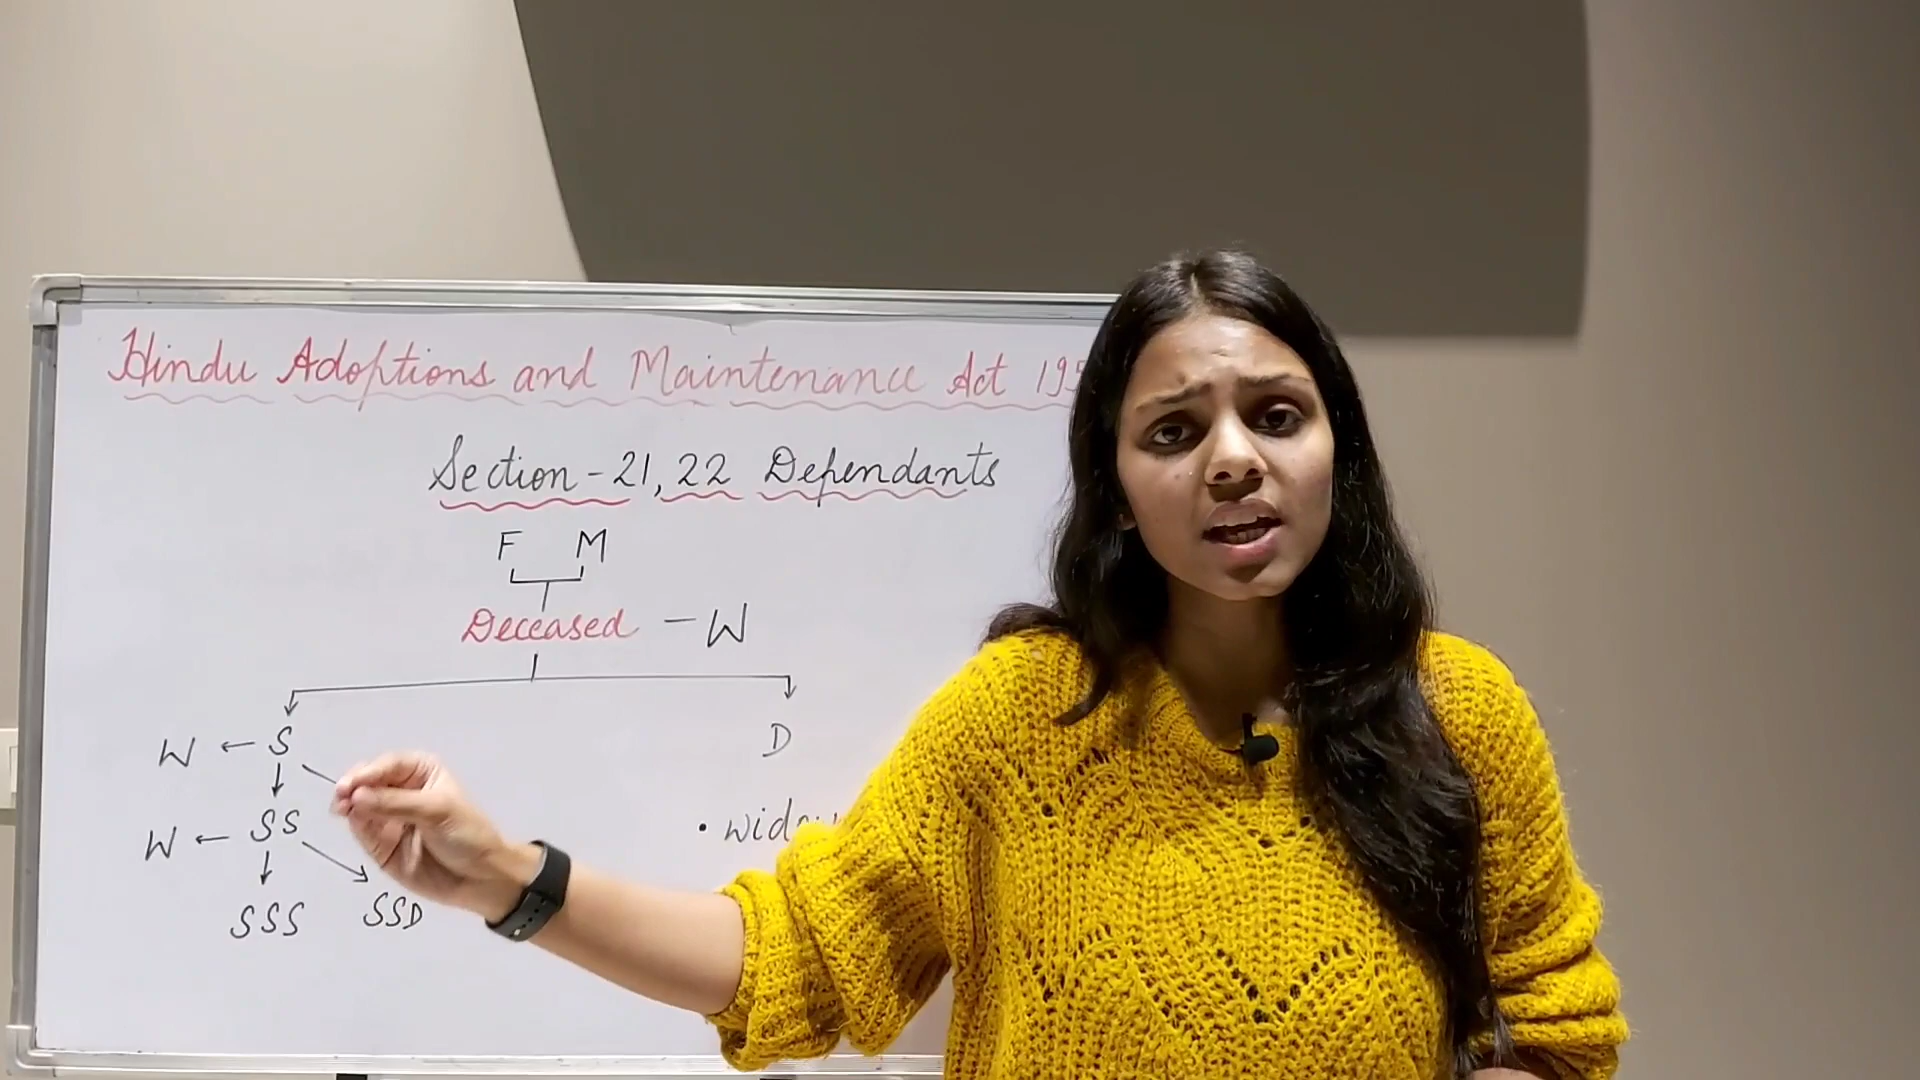 Hindu Adoptions and Maintenance Act
Section - 21, 22 Dependants
F M
Deceased - W
W ← S D
W ← SS
SSS SSD